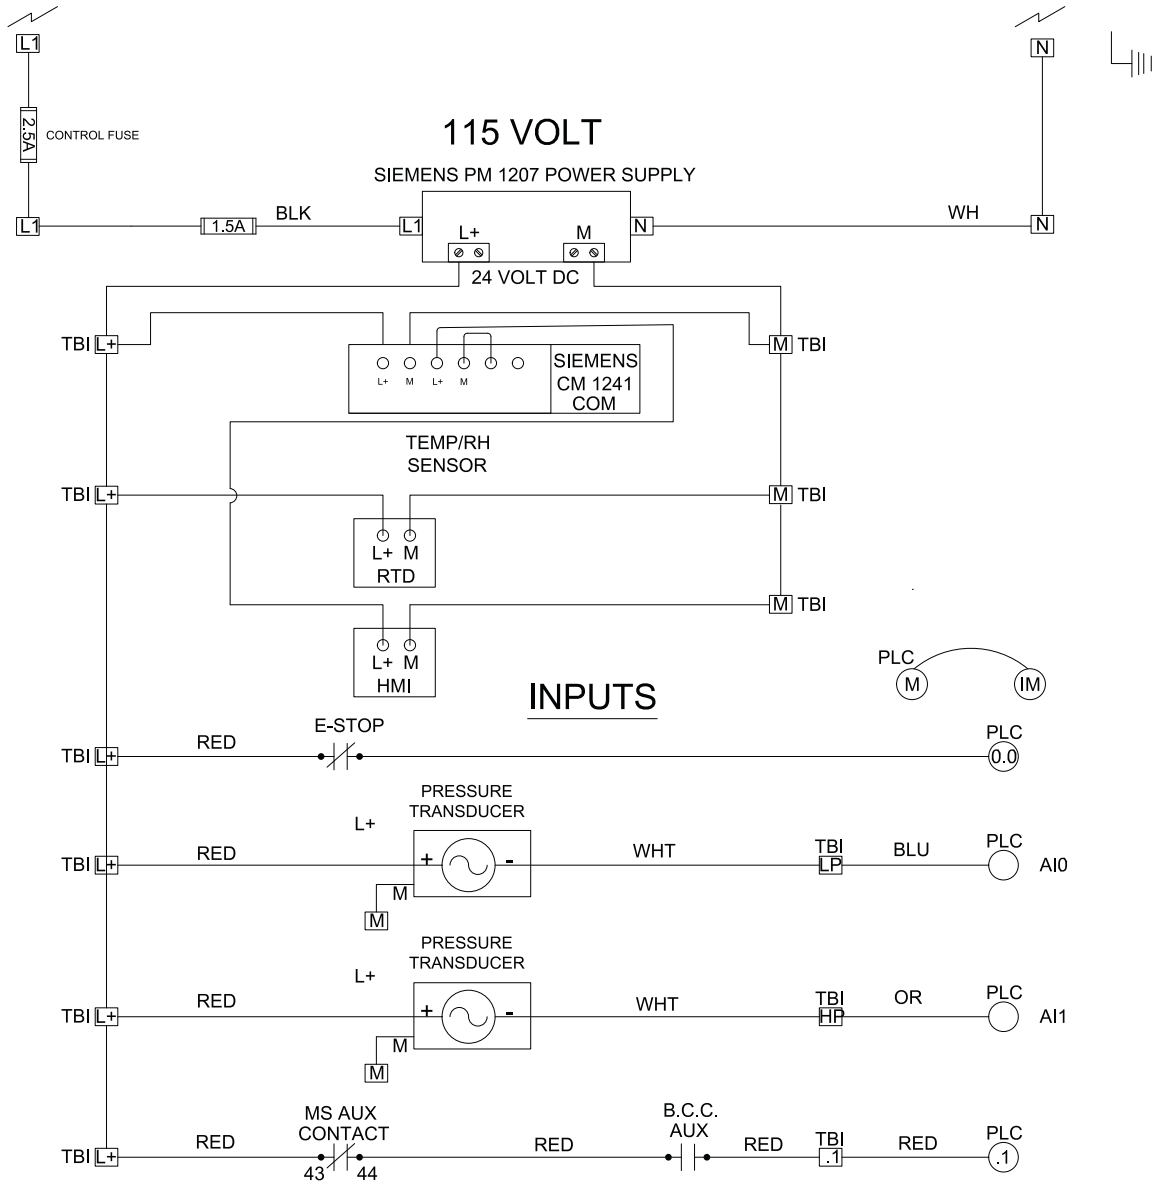 L1
N
2.5A
CONTROL FUSE
115 VOLT
SIEMENS PM 1207 POWER SUPPLY
L1
1.5A
BLK
L1
L+
M
N
WH
N
24 VOLT DC
TBI L+
M TBI
L+ M L+ M
SIEMENS
CM 1241
COM
TEMP/RH
SENSOR
TBI L+
M TBI
L+ M
RTD
M TBI
L+ M
HMI
PLC
M
IM
INPUTS
E-STOP
TBI L+
RED
PLC
0.0
PRESSURE
TRANSDUCER
L+
TBI L+
RED
+
-
WHT
TBI
LP
BLU
PLC
AI0
M
M
PRESSURE
TRANSDUCER
L+
TBI L+
RED
+
-
WHT
TBI
HP
OR
PLC
AI1
M
M
MS AUX
CONTACT
B.C.C.
AUX
TBI L+
RED
43
44
RED
RED
TBI
.1
RED
PLC
.1